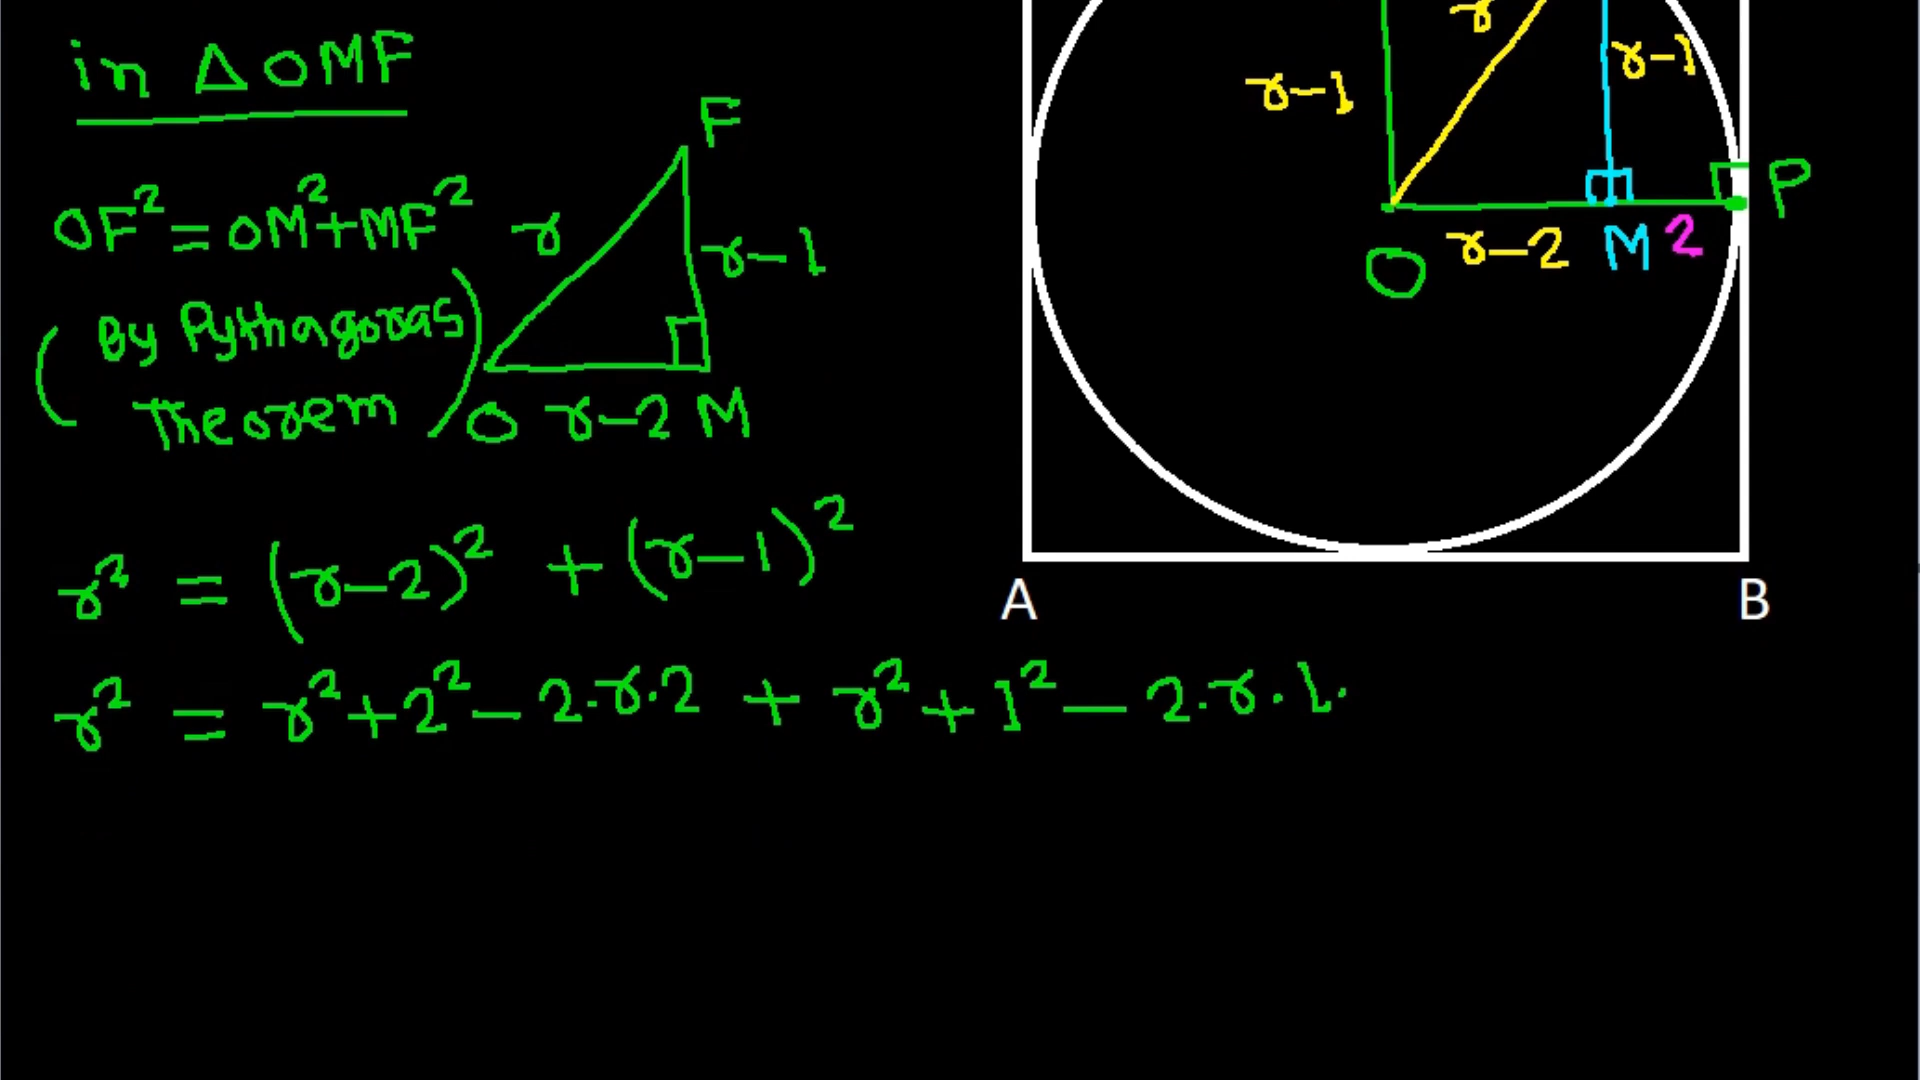 in △OMF
OF² = OM² + MF²
(By Pythagoras
Theorem)
F
r
r-1
O r-2 M
r² = (r-2)² + (r-1)²
r² = r² + 2² - 2.r.2 + r² + 1² - 2.r.1.
r
r-1
r-1
P
O r-2 M 2
A B